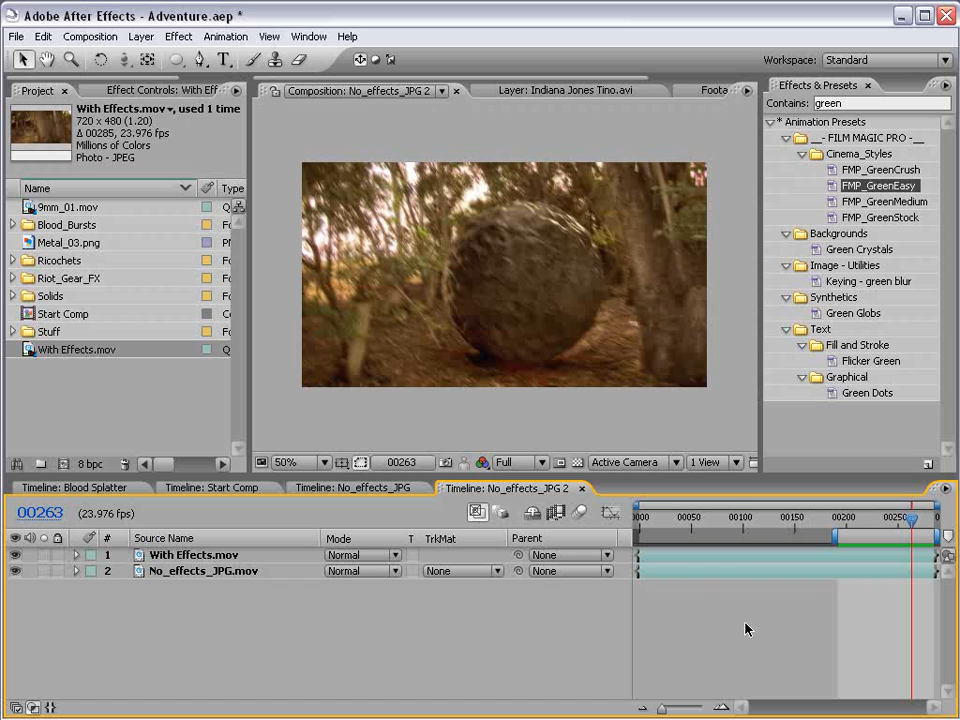 Adobe After Effects - Adventure.aep *
File Edit Composition Layer Effect Animation View Window Help
Workspace: Standard
Project Effect Controls: With Eff
With Effects.mov, used 1 time
720 x 480 (1.20)
Δ 00285, 23.976 fps)
Millions of Colors
Photo - JPEG
Name Type
9mm_01.mov Q
Blood_Bursts Fo
Metal_03.png PN
Ricochets Fo
Riot_Gear_FX Fo
Solids Fo
Start Comp Co
Stuff Fo
With Effects.mov Q
8 bpc
Composition: No_effects_JPG 2 Layer: Indiana Jones Tino.avi Foota
50% 00263 Full Active Camera 1 View
Effects & Presets
Contains: green
* Animation Presets
__- FILM MAGIC PRO -__
Cinema_Styles
FMP_GreenCrush
FMP_GreenEasy
FMP_GreenMedium
FMP_GreenStock
Backgrounds
Green Crystals
Image - Utilities
Keying - green blur
Synthetics
Green Globs
Text
Fill and Stroke
Flicker Green
Graphical
Green Dots
Timeline: Blood Splatter Timeline: Start Comp Timeline: No_effects_JPG Timeline: No_effects_JPG 2
00263 (23.976 fps)
0000 00050 00100 00150 00200 00250 0
# Source Name Mode T TrkMat Parent
1 With Effects.mov Normal None
2 No_effects_JPG.mov Normal None None